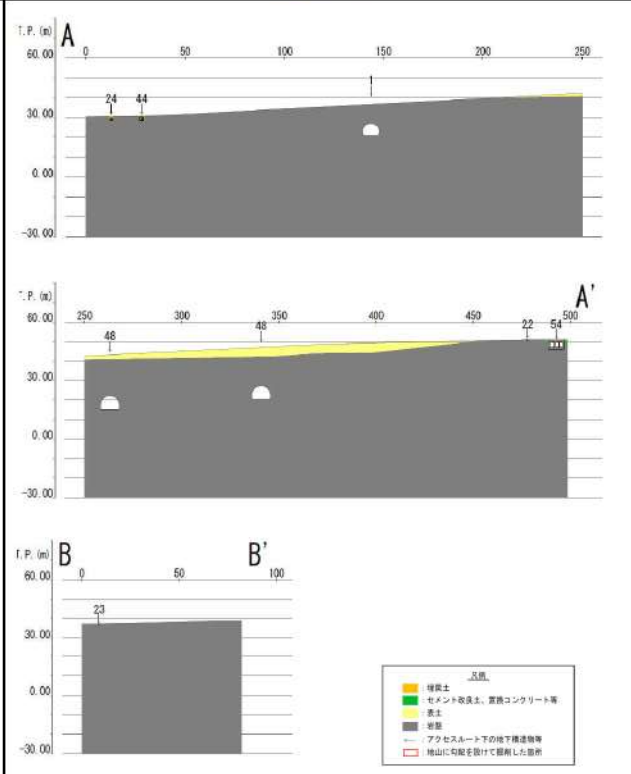 T.P.(m) A
60.00 0 50 100 150 200 250
24 44 1
30.00
0.00
-30.00
T.P.(m) A'
250 300 350 400 450 500
60.00
48 48 22 54
30.00
0.00
-30.00
T.P.(m) B B'
60.00 0 50 100
23
30.00
0.00
-30.00
凡例
:埋戻土
:セメント改良土、置換コンクリート等
:表土
:岩盤
:アクセスルート下の地下構造物等
:地山に勾配を設けて掘削した箇所